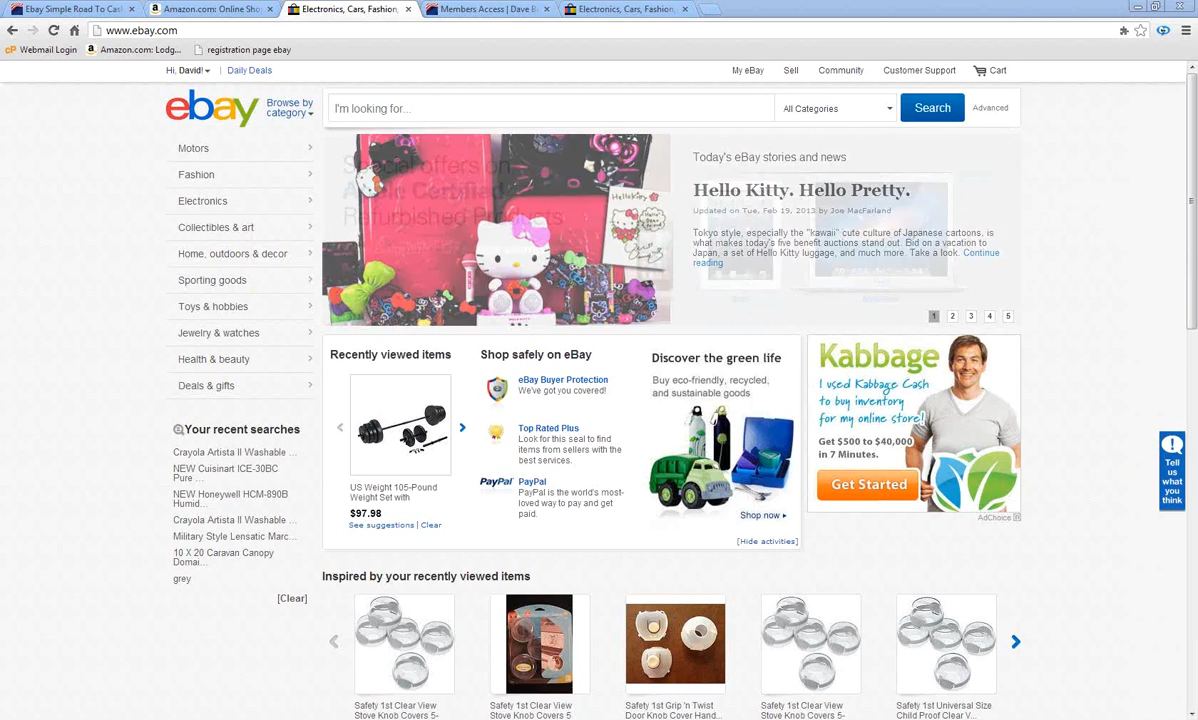 Ebay Simple Road To Cas
Amazon.com: Online Shop
Electronics, Cars, Fashion,
Members Access | Dave B
Electronics, Cars, Fashion,
www.ebay.com
cP Webmail Login
Amazon.com: Lodg...
registration page ebay
Hi, David!
Daily Deals
My eBay
Sell
Community
Customer Support
Cart
ebay
Browse by
category
I'm looking for...
All Categories
Search
Advanced
Motors
Fashion
Electronics
Collectibles & art
Home, outdoors & decor
Sporting goods
Toys & hobbies
Jewelry & watches
Health & beauty
Deals & gifts
Special offers on
Apple Certified
Refurbished Products
HelloKitty
Today's eBay stories and news
Hello Kitty. Hello Pretty.
Updated on Tue, Feb 19, 2013 by Joe MacFarland
Tokyo style, especially the "kawaii" cute culture of Japanese cartoons, is
what makes today's five benefit auctions stand out. Bid on a vacation to
Japan, a set of Hello Kitty luggage, and much more. Take a look. Continue
reading
1 2 3 4 5
Recently viewed items
US Weight 105-Pound
Weight Set with
$97.98
See suggestions | Clear
Shop safely on eBay
eBay Buyer Protection
We've got you covered!
Top Rated Plus
Look for this seal to find
items from sellers with the
best services.
PayPal
PayPal
PayPal is the world's most-
loved way to pay and get
paid.
Discover the green life
Buy eco-friendly, recycled,
and sustainable goods
Shop now
[Hide activities]
Kabbage
I used Kabbage Cash
to buy inventory
for my online store!
Get $500 to $40,000
in 7 Minutes.
Get Started
AdChoice
Tell
us
what
you
think
Your recent searches
Crayola Artista II Washable ...
NEW Cuisinart ICE-30BC
Pure ...
NEW Honeywell HCM-890B
Humid...
Crayola Artista II Washable ...
Military Style Lensatic Marc...
10 X 20 Caravan Canopy
Domai...
grey
[Clear]
Inspired by your recently viewed items
Safety 1st Clear View
Stove Knob Covers 5-
Safety 1st Clear View
Stove Knob Covers 5
Safety 1st Grip 'n Twist
Door Knob Cover Hand...
Safety 1st Clear View
Stove Knob Covers 5-
Safety 1st Universal Size
Child Proof Clear V...